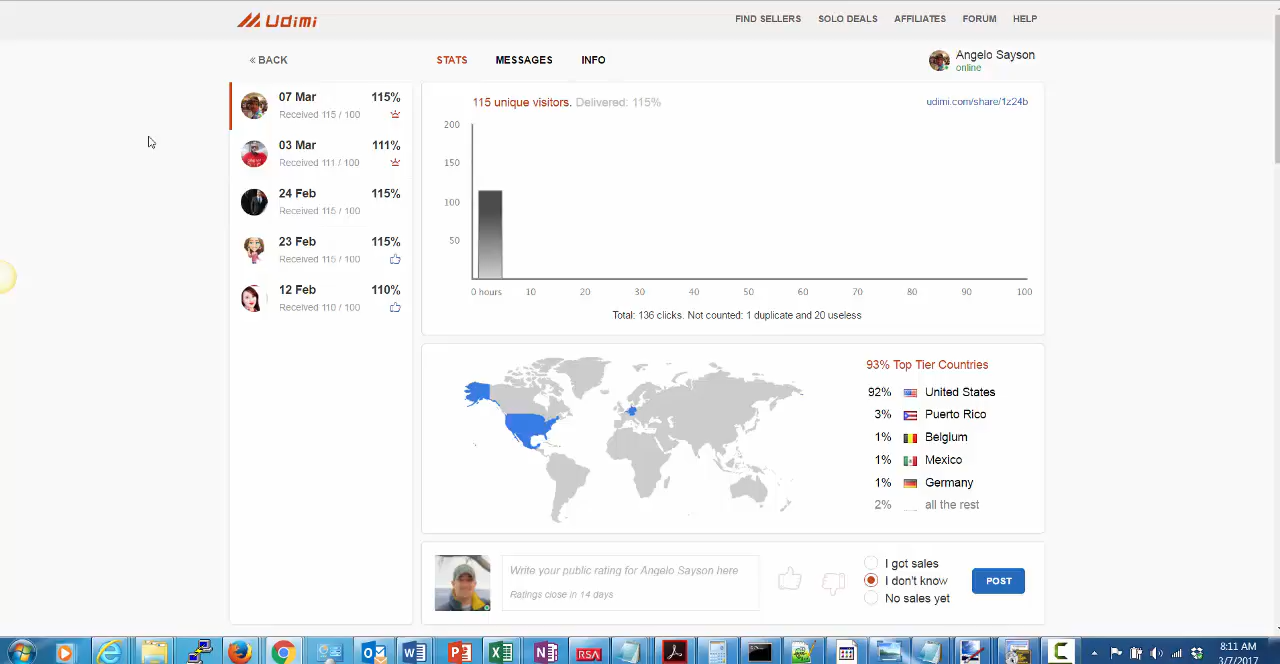 Udimi
FIND SELLERS SOLO DEALS AFFILIATES FORUM HELP
« BACK
STATS MESSAGES INFO
Angelo Sayson
online
07 Mar 115%
Received 115 / 100
03 Mar 111%
Received 111 / 100
24 Feb 115%
Received 115 / 100
23 Feb 115%
Received 115 / 100
12 Feb 110%
Received 110 / 100
115 unique visitors. Delivered: 115%
udimi.com/share/1z24b
200
150
100
50
0 hours 10 20 30 40 50 60 70 80 90 100
Total: 136 clicks. Not counted: 1 duplicate and 20 useless
93% Top Tier Countries
92% United States
3% Puerto Rico
1% Belgium
1% Mexico
1% Germany
2% all the rest
Write your public rating for Angelo Sayson here
Ratings close in 14 days
I got sales
I don't know
No sales yet
POST
RSA
8:11 AM
3/7/2017